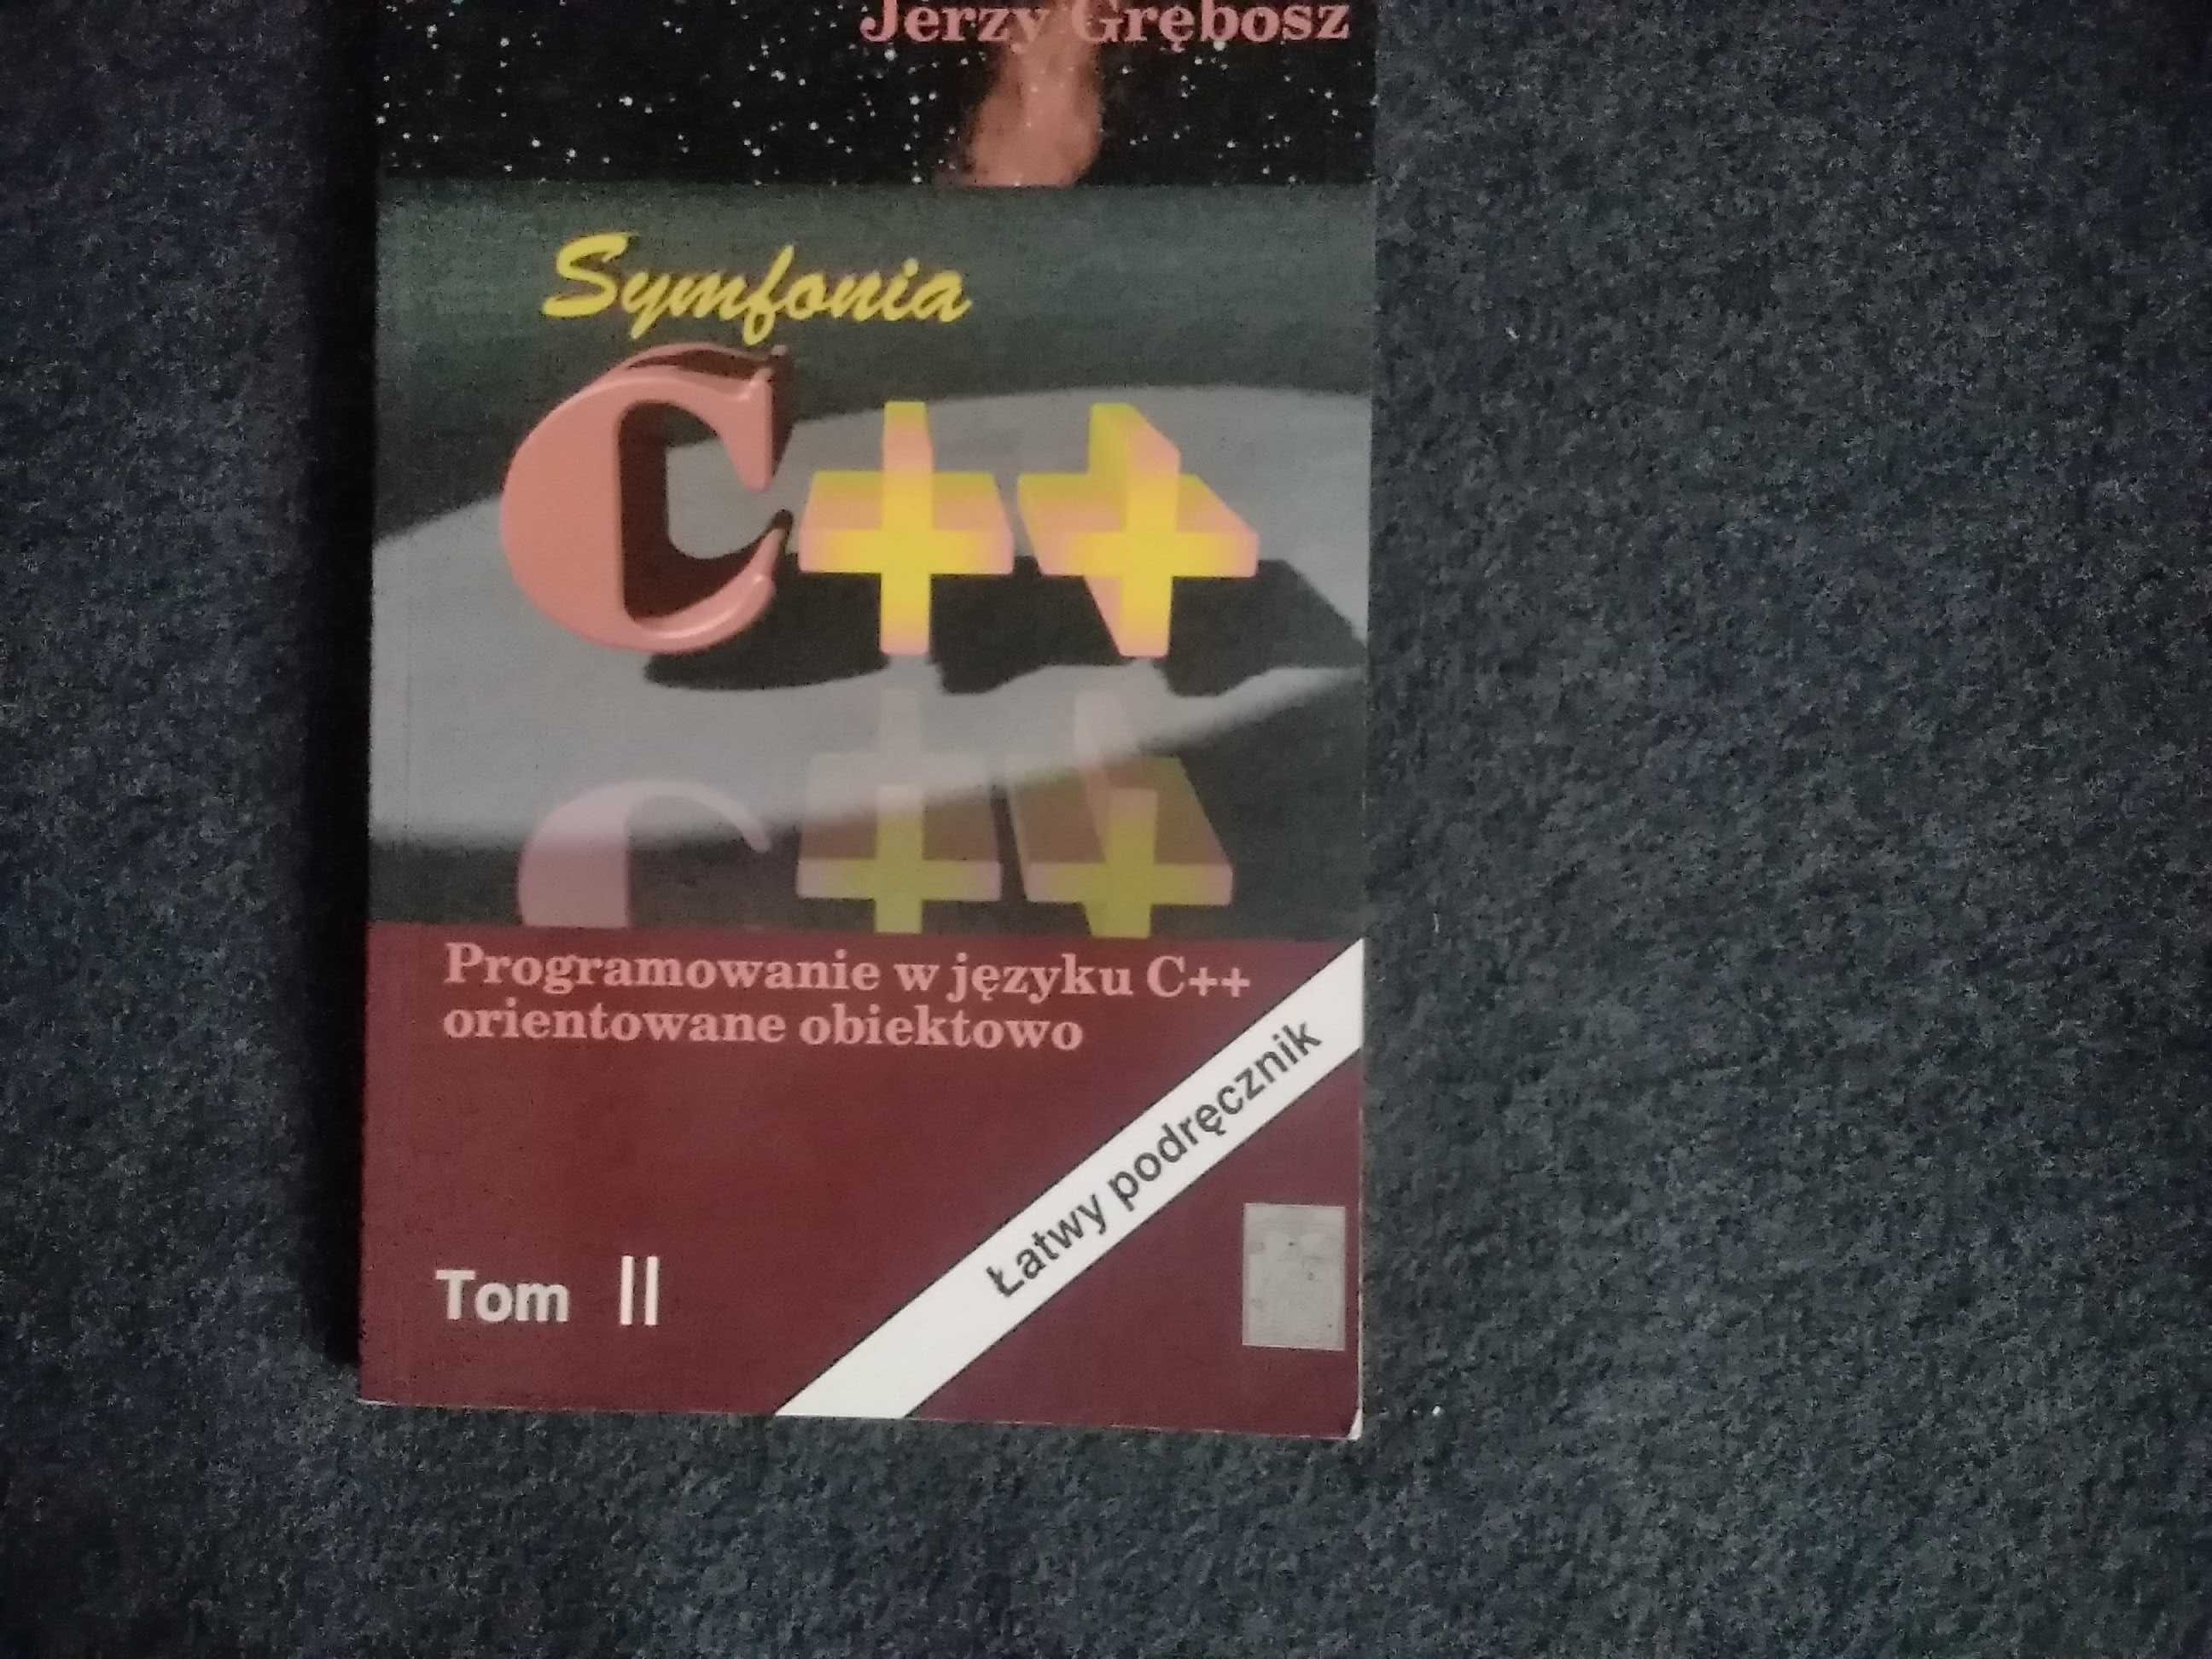 Jerzy Grębosz
Symfonia
C++
Programowanie w języku C++
orientowane obiektowo
Łatwy podręcznik
Tom II